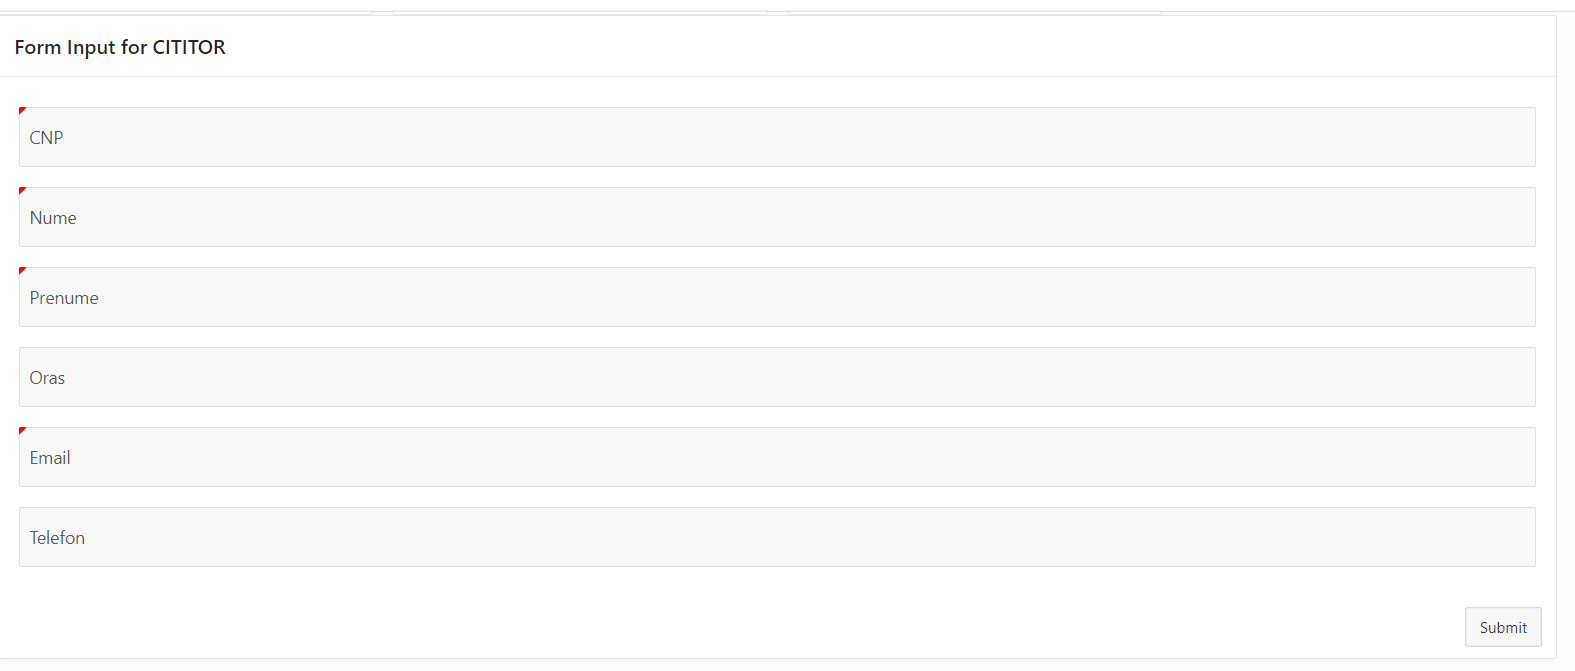 Form Input for CITITOR
CNP
Nume
Prenume
Oras
Email
Telefon
Submit